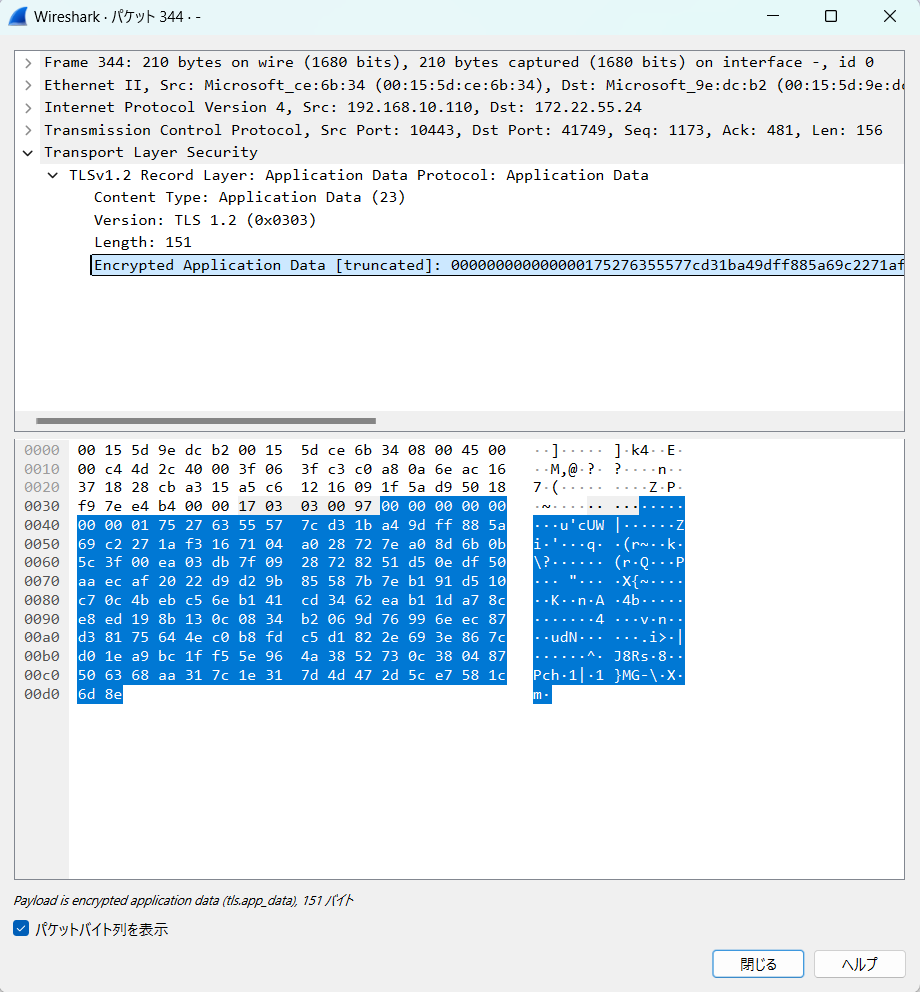 Wireshark · パケット 344 · -
Frame 344: 210 bytes on wire (1680 bits), 210 bytes captured (1680 bits) on interface -, id 0
Ethernet II, Src: Microsoft_ce:6b:34 (00:15:5d:ce:6b:34), Dst: Microsoft_9e:dc:b2 (00:15:5d:9e:dc
Internet Protocol Version 4, Src: 192.168.10.110, Dst: 172.22.55.24
Transmission Control Protocol, Src Port: 10443, Dst Port: 41749, Seq: 1173, Ack: 481, Len: 156
Transport Layer Security
TLSv1.2 Record Layer: Application Data Protocol: Application Data
Content Type: Application Data (23)
Version: TLS 1.2 (0x0303)
Length: 151
Encrypted Application Data [truncated]: 000000000000000175276355577cd31ba49dff885a69c2271af
0000 00 15 5d 9e dc b2 00 15 5d ce 6b 34 08 00 45 00 ··]····· ]·k4··E·
0010 00 c4 4d 2c 40 00 3f 06 3f c3 c0 a8 0a 6e ac 16 ··M,@·?· ?····n··
0020 37 18 28 cb a3 15 a5 c6 12 16 09 1f 5a d9 50 18 7·(····· ····Z·P·
0030 f9 7e e4 b4 00 00 17 03 03 00 97 00 00 00 00 00 ·~······ ········
0040 00 00 01 75 27 63 55 57 7c d3 1b a4 9d ff 88 5a ···u'cUW |······Z
0050 69 c2 27 1a f3 16 71 04 a0 28 72 7e a0 8d 6b 0b i·'···q· ·(r~··k·
0060 5c 3f 00 ea 03 db 7f 09 28 72 82 51 d5 0e df 50 \?······ (r·Q···P
0070 aa ec af 20 22 d9 d2 9b 85 58 7b 7e b1 91 d5 10 ··· "··· ·X{~····
0080 c7 0c 4b eb c5 6e b1 41 cd 34 62 ea b1 1d a7 8c ··K··n·A ·4b·····
0090 e8 ed 19 8b 13 0c 08 34 b2 06 9d 76 99 6e ec 87 ·······4 ···v·n··
00a0 d3 81 75 64 4e c0 b8 fd c5 d1 82 2e 69 3e 86 7c ··udN··· ···.i>·|
00b0 d0 1e a9 bc 1f f5 5e 96 4a 38 52 73 0c 38 04 87 ······^· J8Rs·8··
00c0 50 63 68 aa 31 7c 1e 31 7d 4d 47 2d 5c e7 58 1c Pch·1|·1 }MG-\·X·
00d0 6d 8e m·
Payload is encrypted application data (tls.app_data), 151 バイト
パケットバイト列を表示
閉じる ヘルプ